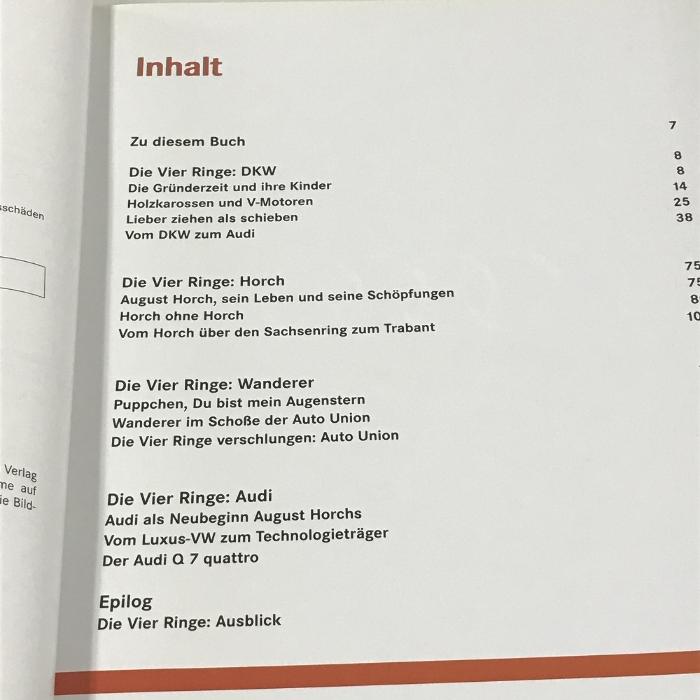 sschäden
Verlag
me auf
ie Bild-
Inhalt
Zu diesem Buch 7
Die Vier Ringe: DKW 8
Die Gründerzeit und ihre Kinder 8
Holzkarossen und V-Motoren 14
Lieber ziehen als schieben 25
Vom DKW zum Audi 38
Die Vier Ringe: Horch 75
August Horch, sein Leben und seine Schöpfungen
Horch ohne Horch
Vom Horch über den Sachsenring zum Trabant
Die Vier Ringe: Wanderer
Puppchen, Du bist mein Augenstern
Wanderer im Schoße der Auto Union
Die Vier Ringe verschlungen: Auto Union
Die Vier Ringe: Audi
Audi als Neubeginn August Horchs
Vom Luxus-VW zum Technologieträger
Der Audi Q 7 quattro
Epilog
Die Vier Ringe: Ausblick